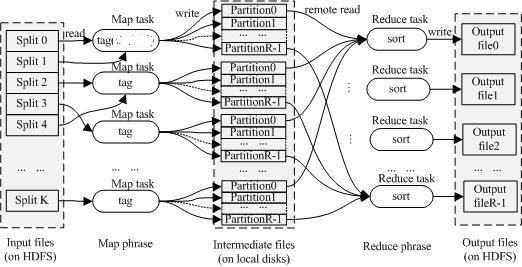 Map task
write
Partition0
remote read
Reduce task
Output
file0
Split 0
read
tag
Partition1
... ...
sort
write
Split 1
Map task
PartitionR-1
Split 2
tag
Partition0
Partition1
... ...
PartitionR-1
Reduce task
sort
Output
file1
Split 3
Map task
Split 4
tag
Partition0
Partition1
... ...
PartitionR-1
Reduce task
sort
Output
file2
... ...
... ...
... ...
... ...
... ...
Split K
Map task
tag
Partition0
Partition1
... ...
PartitionR-1
Reduce task
sort
Output
fileR-1
Input files
(on HDFS)
Map phrase
Intermediate files
(on local disks)
Reduce phrase
Output files
(on HDFS)